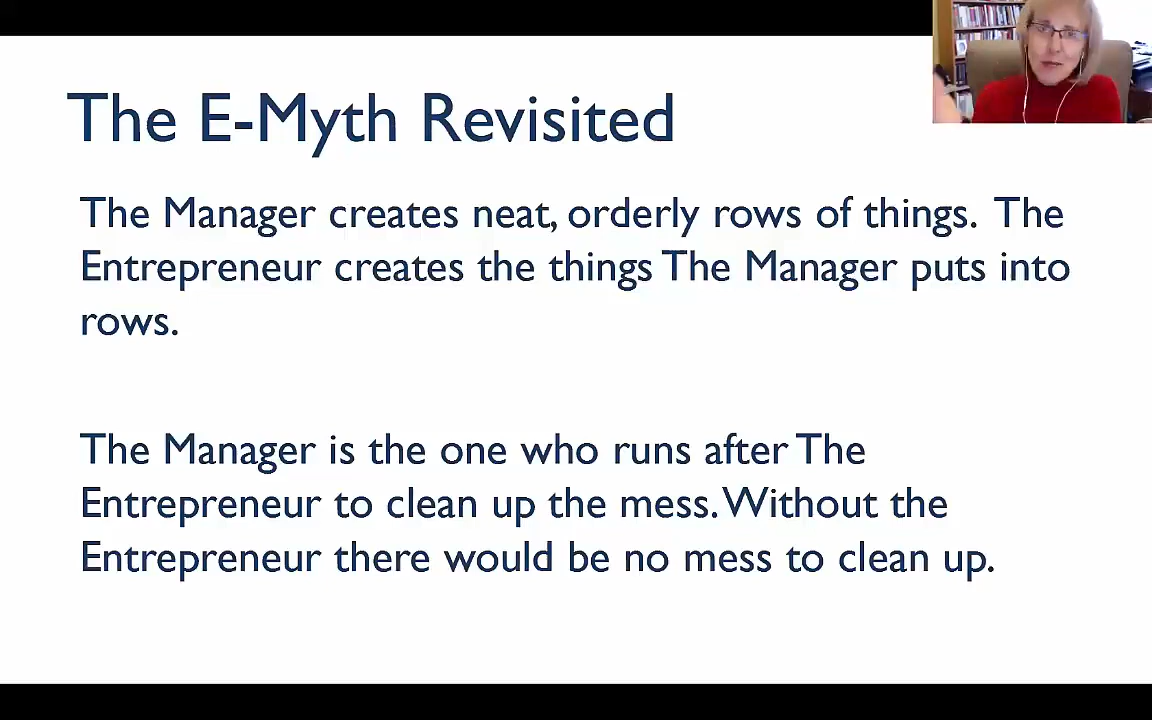 The E-Myth Revisited
The Manager creates neat, orderly rows of things. The
Entrepreneur creates the things The Manager puts into
rows.
The Manager is the one who runs after The
Entrepreneur to clean up the mess. Without the
Entrepreneur there would be no mess to clean up.